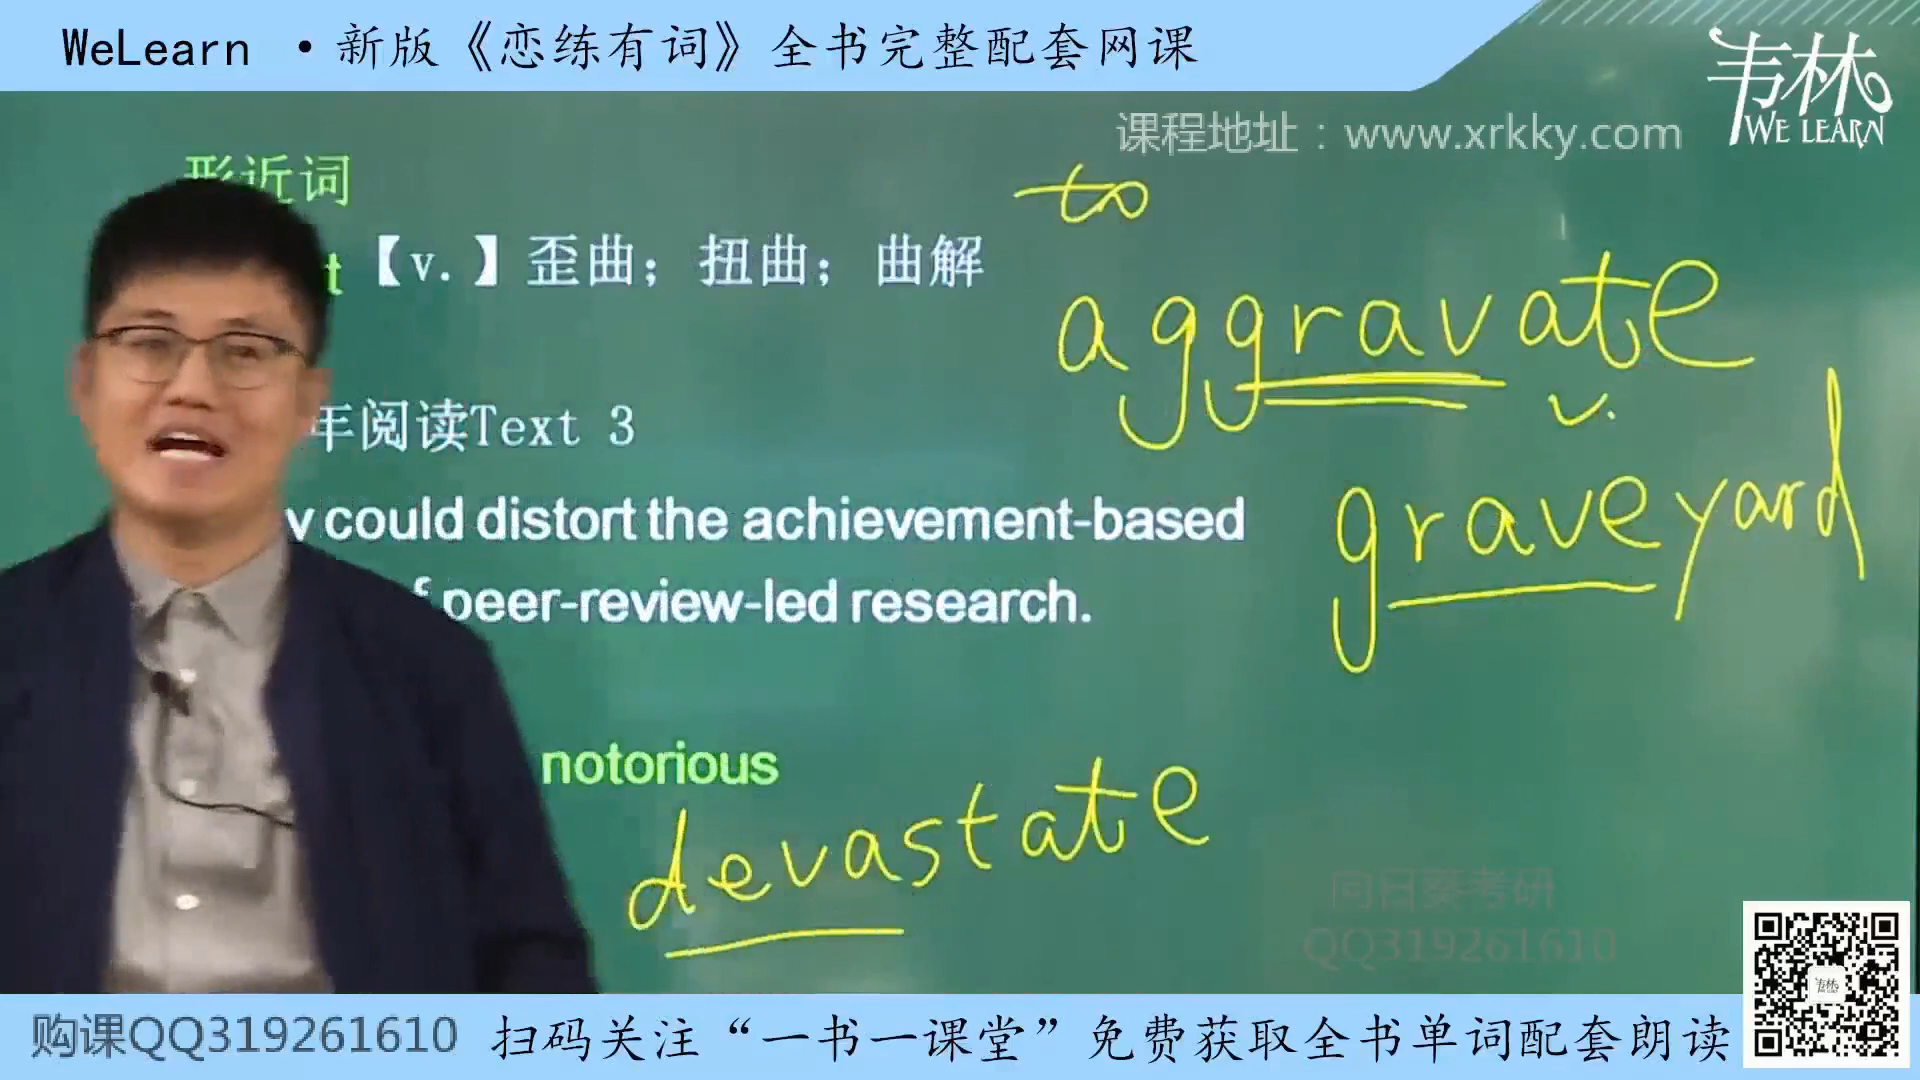 WeLearn ·新版《恋练有词》全书完整配套网课
韦林
WE LEARN
课程地址：www.xrkky.com
形近词
to
t【v.】歪曲；扭曲；曲解
aggravate
v.
年阅读Text 3
could distort the achievement-based
graveyard
peer-review-led research.
notorious
devastate
向日葵考研
QQ319261610
韦林
购课QQ319261610
扫码关注“一书一课堂”免费获取全书单词配套朗读